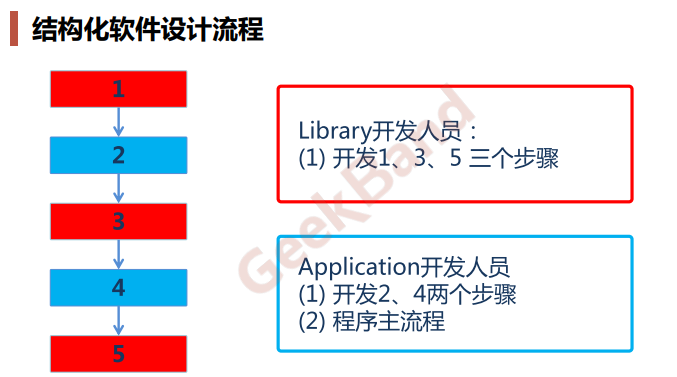 结构化软件设计流程
1
2
3
4
5
Library开发人员：
(1) 开发1、3、5 三个步骤
Application开发人员
(1) 开发2、4两个步骤
(2) 程序主流程
GeekBand